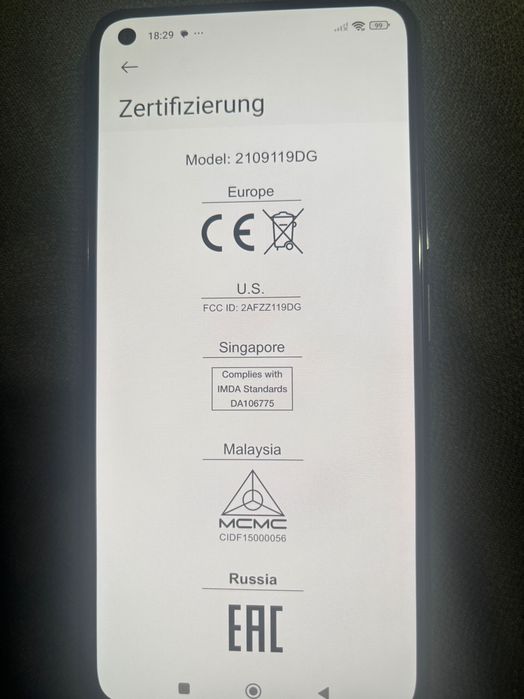 18:29
99
Zertifizierung
Model: 2109119DG
Europe
CE
U.S.
FCC ID: 2AFZZ119DG
Singapore
Complies with
IMDA Standards
DA106775
Malaysia
MCMC
CIDF15000056
Russia
EAC